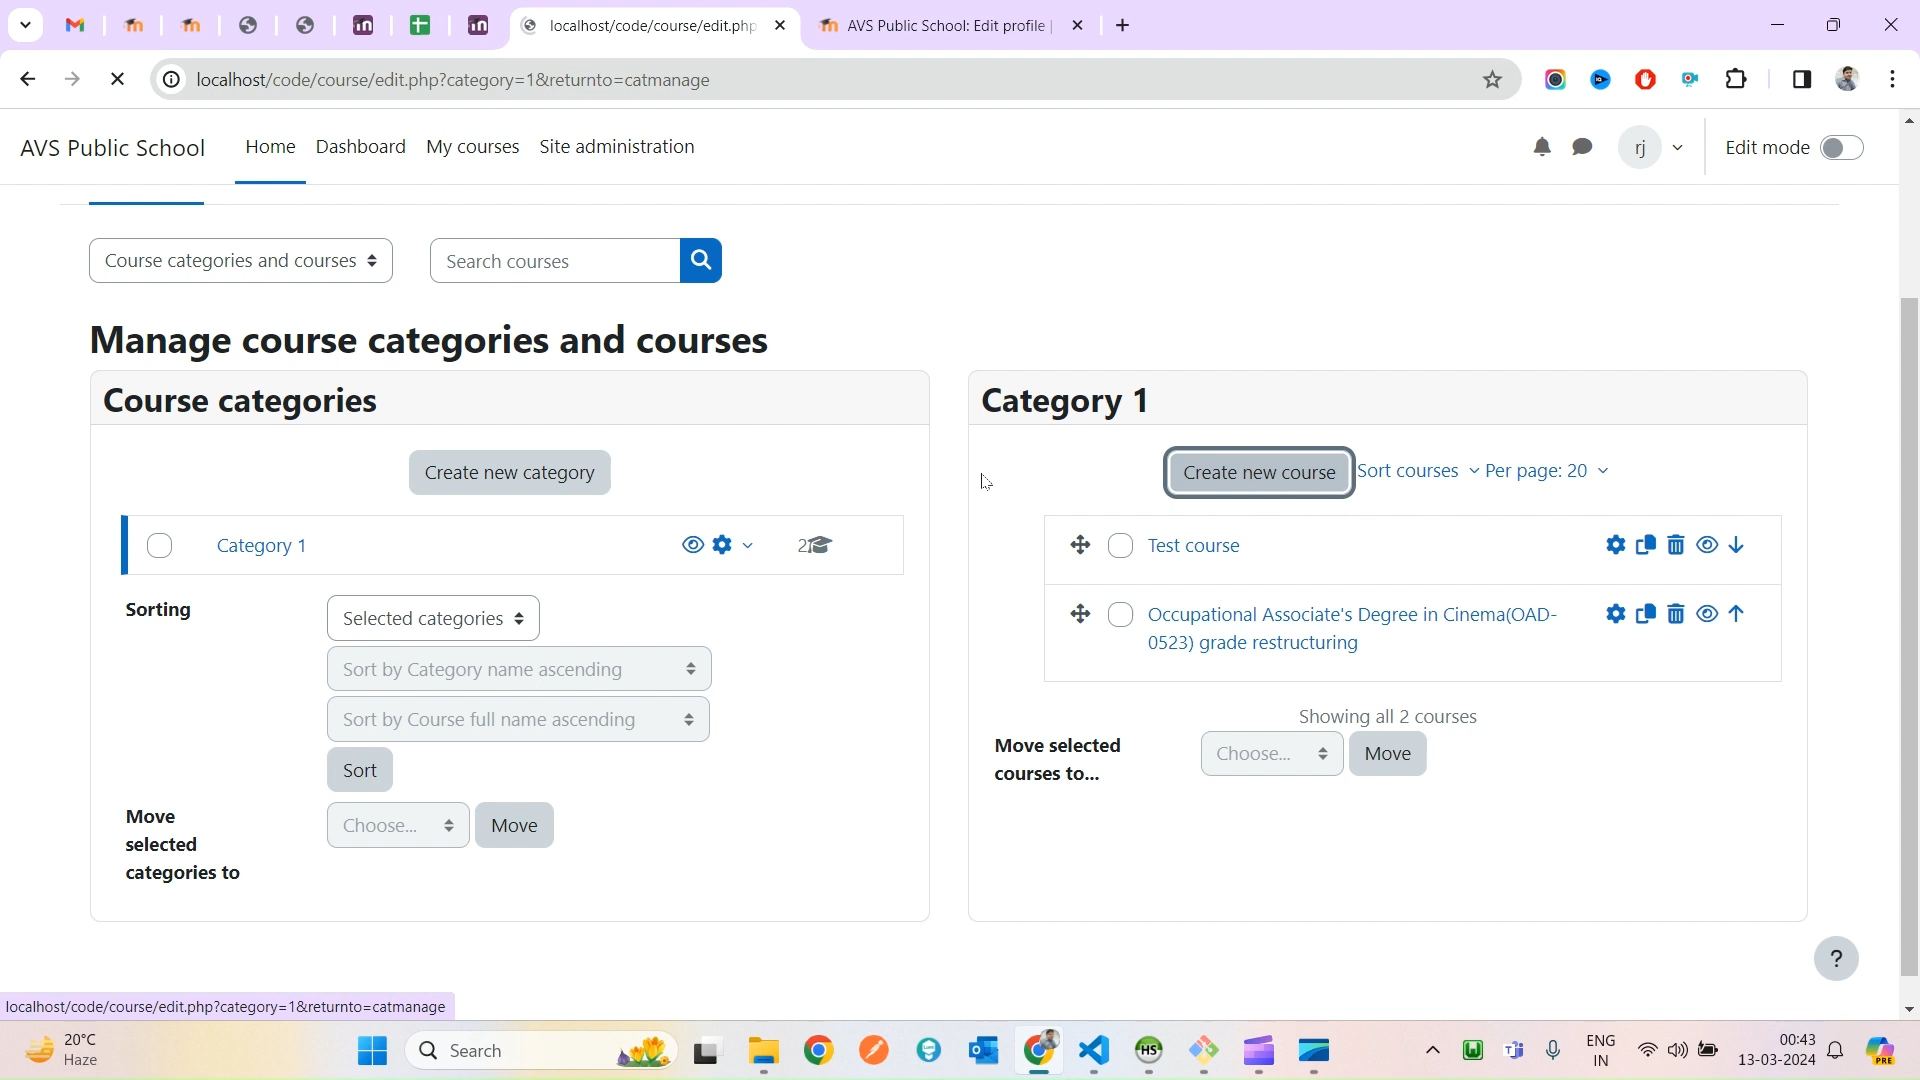 localhost/code/course/edit.php
AVS Public School: Edit profile |
localhost/code/course/edit.php?category=1&returnto=catmanage
AVS Public School
Home
Dashboard
My courses
Site administration
rj
Edit mode
Course categories and courses
Search courses
Manage course categories and courses
Course categories
Create new category
Category 1
2
Sorting
Selected categories
Sort by Category name ascending
Sort by Course full name ascending
Sort
Move
selected
categories to
Choose...
Move
Category 1
Create new course
Sort courses
Per page: 20
Test course
Occupational Associate's Degree in Cinema(OAD-
0523) grade restructuring
Showing all 2 courses
Move selected
courses to...
Choose...
Move
?
localhost/code/course/edit.php?category=1&returnto=catmanage
20°C
Haze
Search
HS
ENG
IN
00:43
13-03-2024
PRE